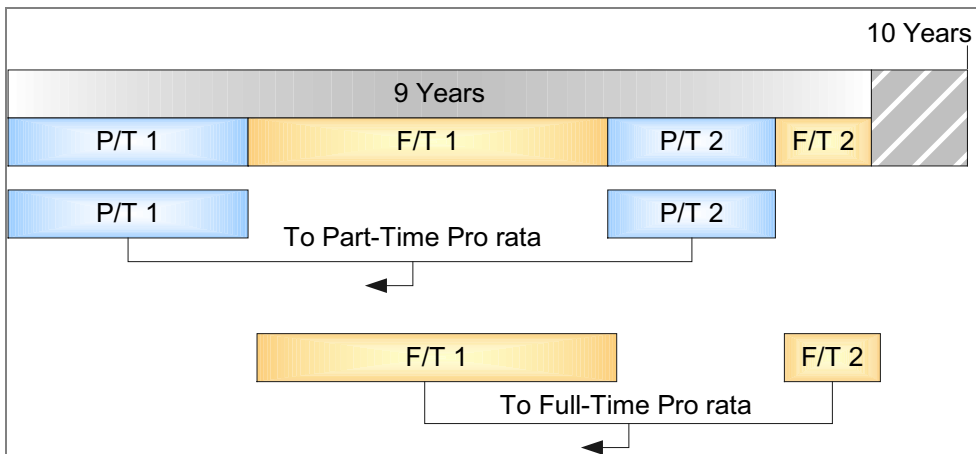 10 Years
9 Years
P/T 1 F/T 1 P/T 2 F/T 2
P/T 1 P/T 2
To Part-Time Pro rata
F/T 1 F/T 2
To Full-Time Pro rata